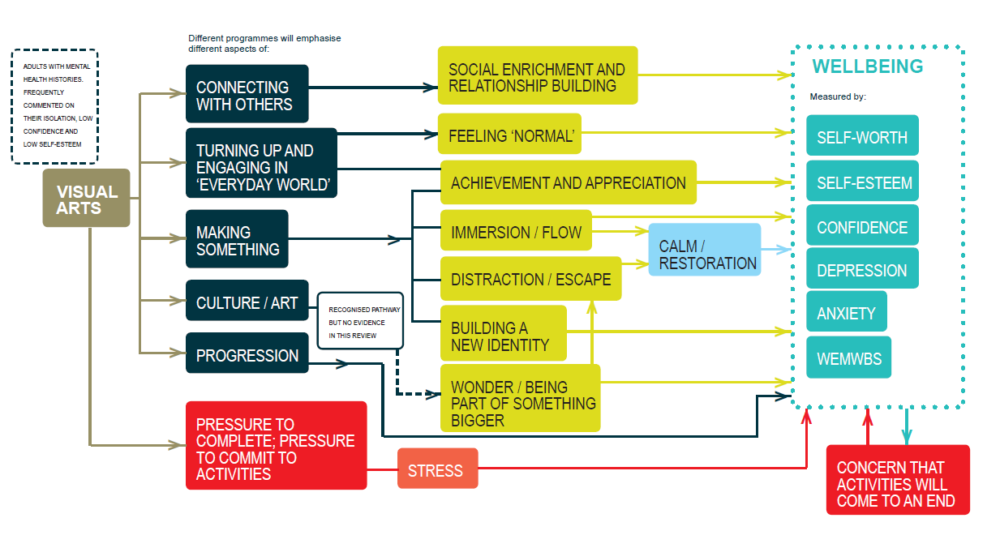 Different programmes will emphasise
different aspects of:
ADULTS WITH MENTAL
HEALTH HISTORIES.
FREQUENTLY
COMMENTED ON
THEIR ISOLATION, LOW
CONFIDENCE AND
LOW SELF-ESTEEM
VISUAL
ARTS
CONNECTING
WITH OTHERS
TURNING UP AND
ENGAGING IN
‘EVERYDAY WORLD’
MAKING
SOMETHING
CULTURE / ART
PROGRESSION
RECOGNISED PATHWAY
BUT NO EVIDENCE
IN THIS REVIEW
PRESSURE TO
COMPLETE; PRESSURE
TO COMMIT TO
ACTIVITIES
STRESS
SOCIAL ENRICHMENT AND
RELATIONSHIP BUILDING
FEELING ‘NORMAL’
ACHIEVEMENT AND APPRECIATION
IMMERSION / FLOW
DISTRACTION / ESCAPE
BUILDING A
NEW IDENTITY
WONDER / BEING
PART OF SOMETHING
BIGGER
CALM /
RESTORATION
WELLBEING
Measured by:
SELF-WORTH
SELF-ESTEEM
CONFIDENCE
DEPRESSION
ANXIETY
WEMWBS
CONCERN THAT
ACTIVITIES WILL
COME TO AN END